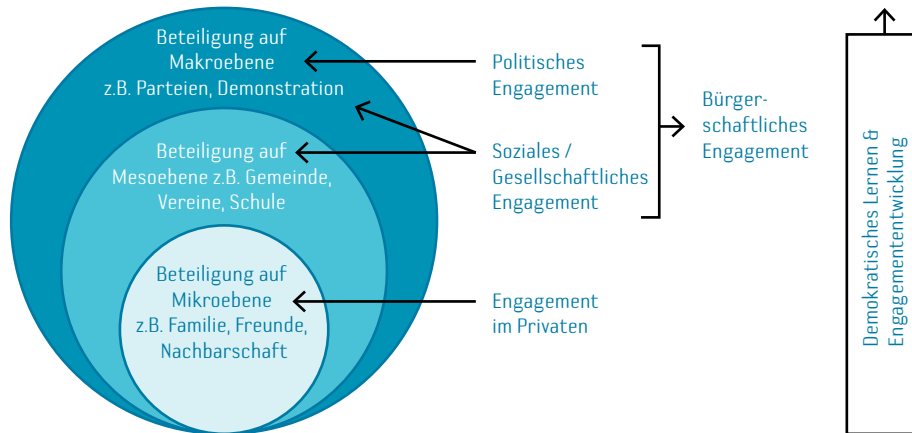 Beteiligung auf
Makroebene
z.B. Parteien, Demonstration
Beteiligung auf
Mesoebene z.B. Gemeinde,
Vereine, Schule
Beteiligung auf
Mikroebene
z.B. Familie, Freunde,
Nachbarschaft
Politisches
Engagement
Soziales /
Gesellschaftliches
Engagement
Engagement
im Privaten
Bürger-
schaftliches
Engagement
Demokratisches Lernen &
Engagemententwicklung